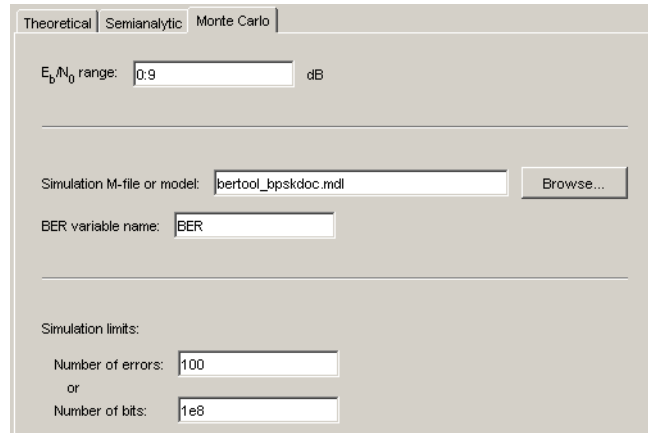 Theoretical Semianalytic Monte Carlo
Eb/N0 range: 0:9 dB
Simulation M-file or model: bertool_bpskdoc.mdl Browse...
BER variable name: BER
Simulation limits:
Number of errors: 100
or
Number of bits: 1e8